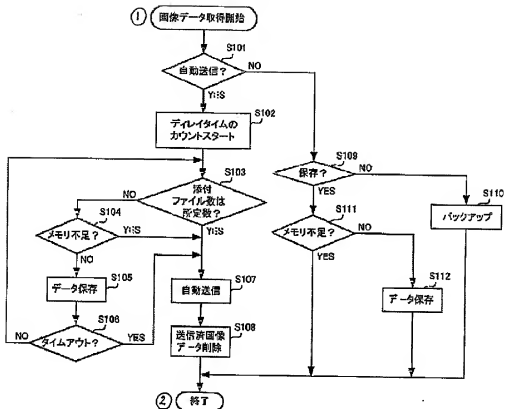 ① 画像データ取得開始
S101
自動送信？
NO
YES
S102
ディレイタイムの
カウントスタート
S103
添付
ファイル数は
所定数？
NO
YES
S104
メモリ不足？
YES
NO
S105
データ保存
S106
タイムアウト？
NO
YES
S107
自動送信
S108
送信済画像
データ削除
S109
保存？
NO
YES
S110
バックアップ
S111
メモリ不足？
NO
YES
S112
データ保存
② 終了